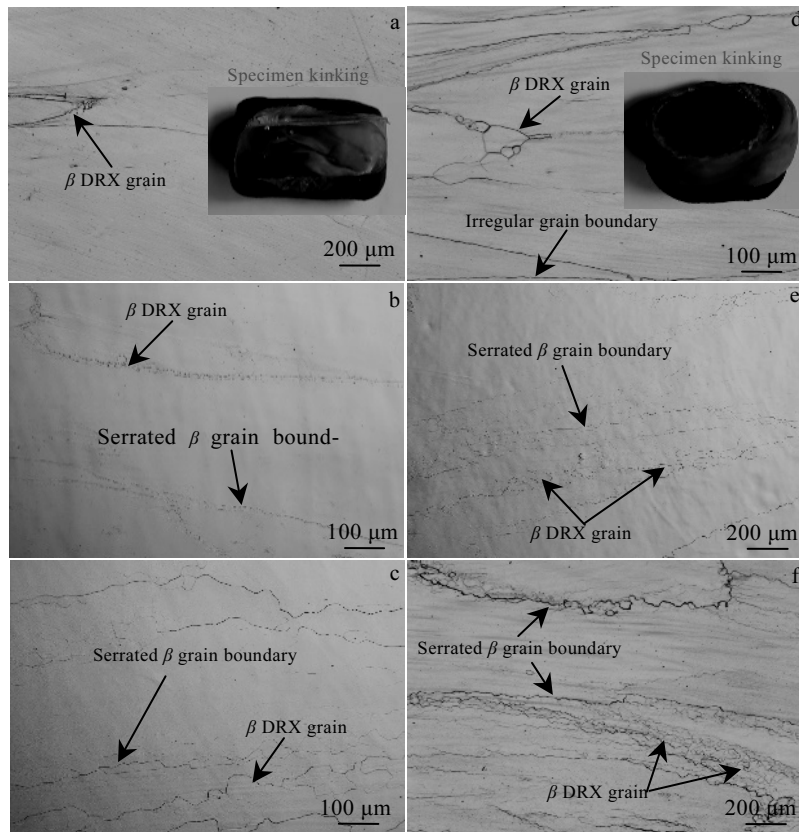 a
Specimen kinking
β DRX grain
200 μm
d
Specimen kinking
β DRX grain
Irregular grain boundary
100 μm
b
β DRX grain
Serrated β grain bound-
100 μm
e
Serrated β grain boundary
β DRX grain
200 μm
c
Serrated β grain boundary
β DRX grain
100 μm
f
Serrated β grain boundary
β DRX grain
200 μm